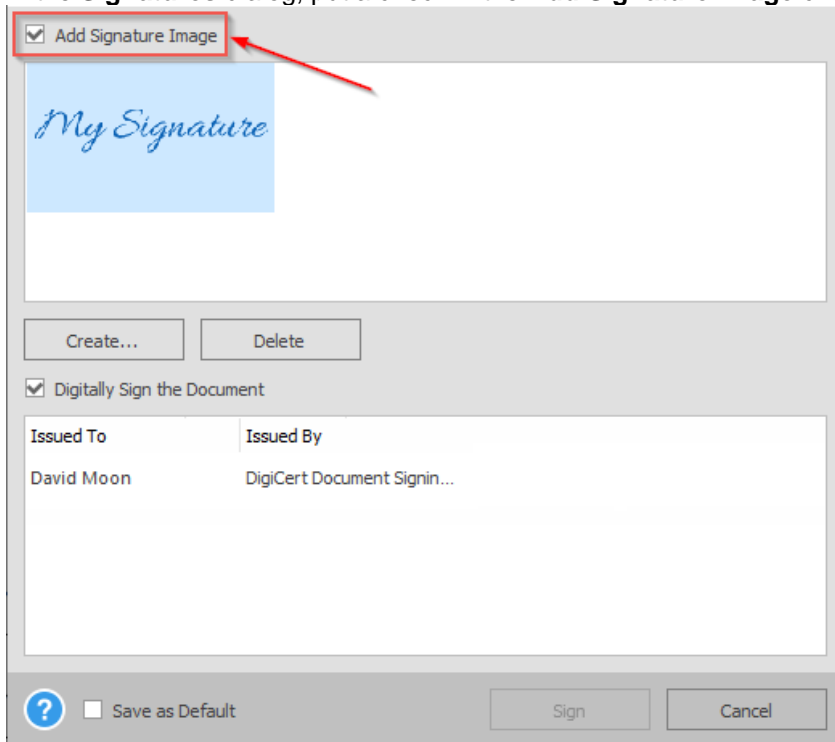 Add Signature Image
My Signature
Create... Delete
Digitally Sign the Document
Issued To Issued By
David Moon DigiCert Document Signin...
? Save as Default Sign Cancel